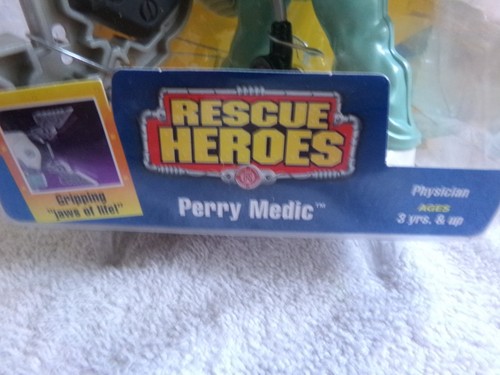 RESCUE
HEROES
Perry Medic™
Gripping
"jaws of life!"
Physician
AGES
3 yrs. & up